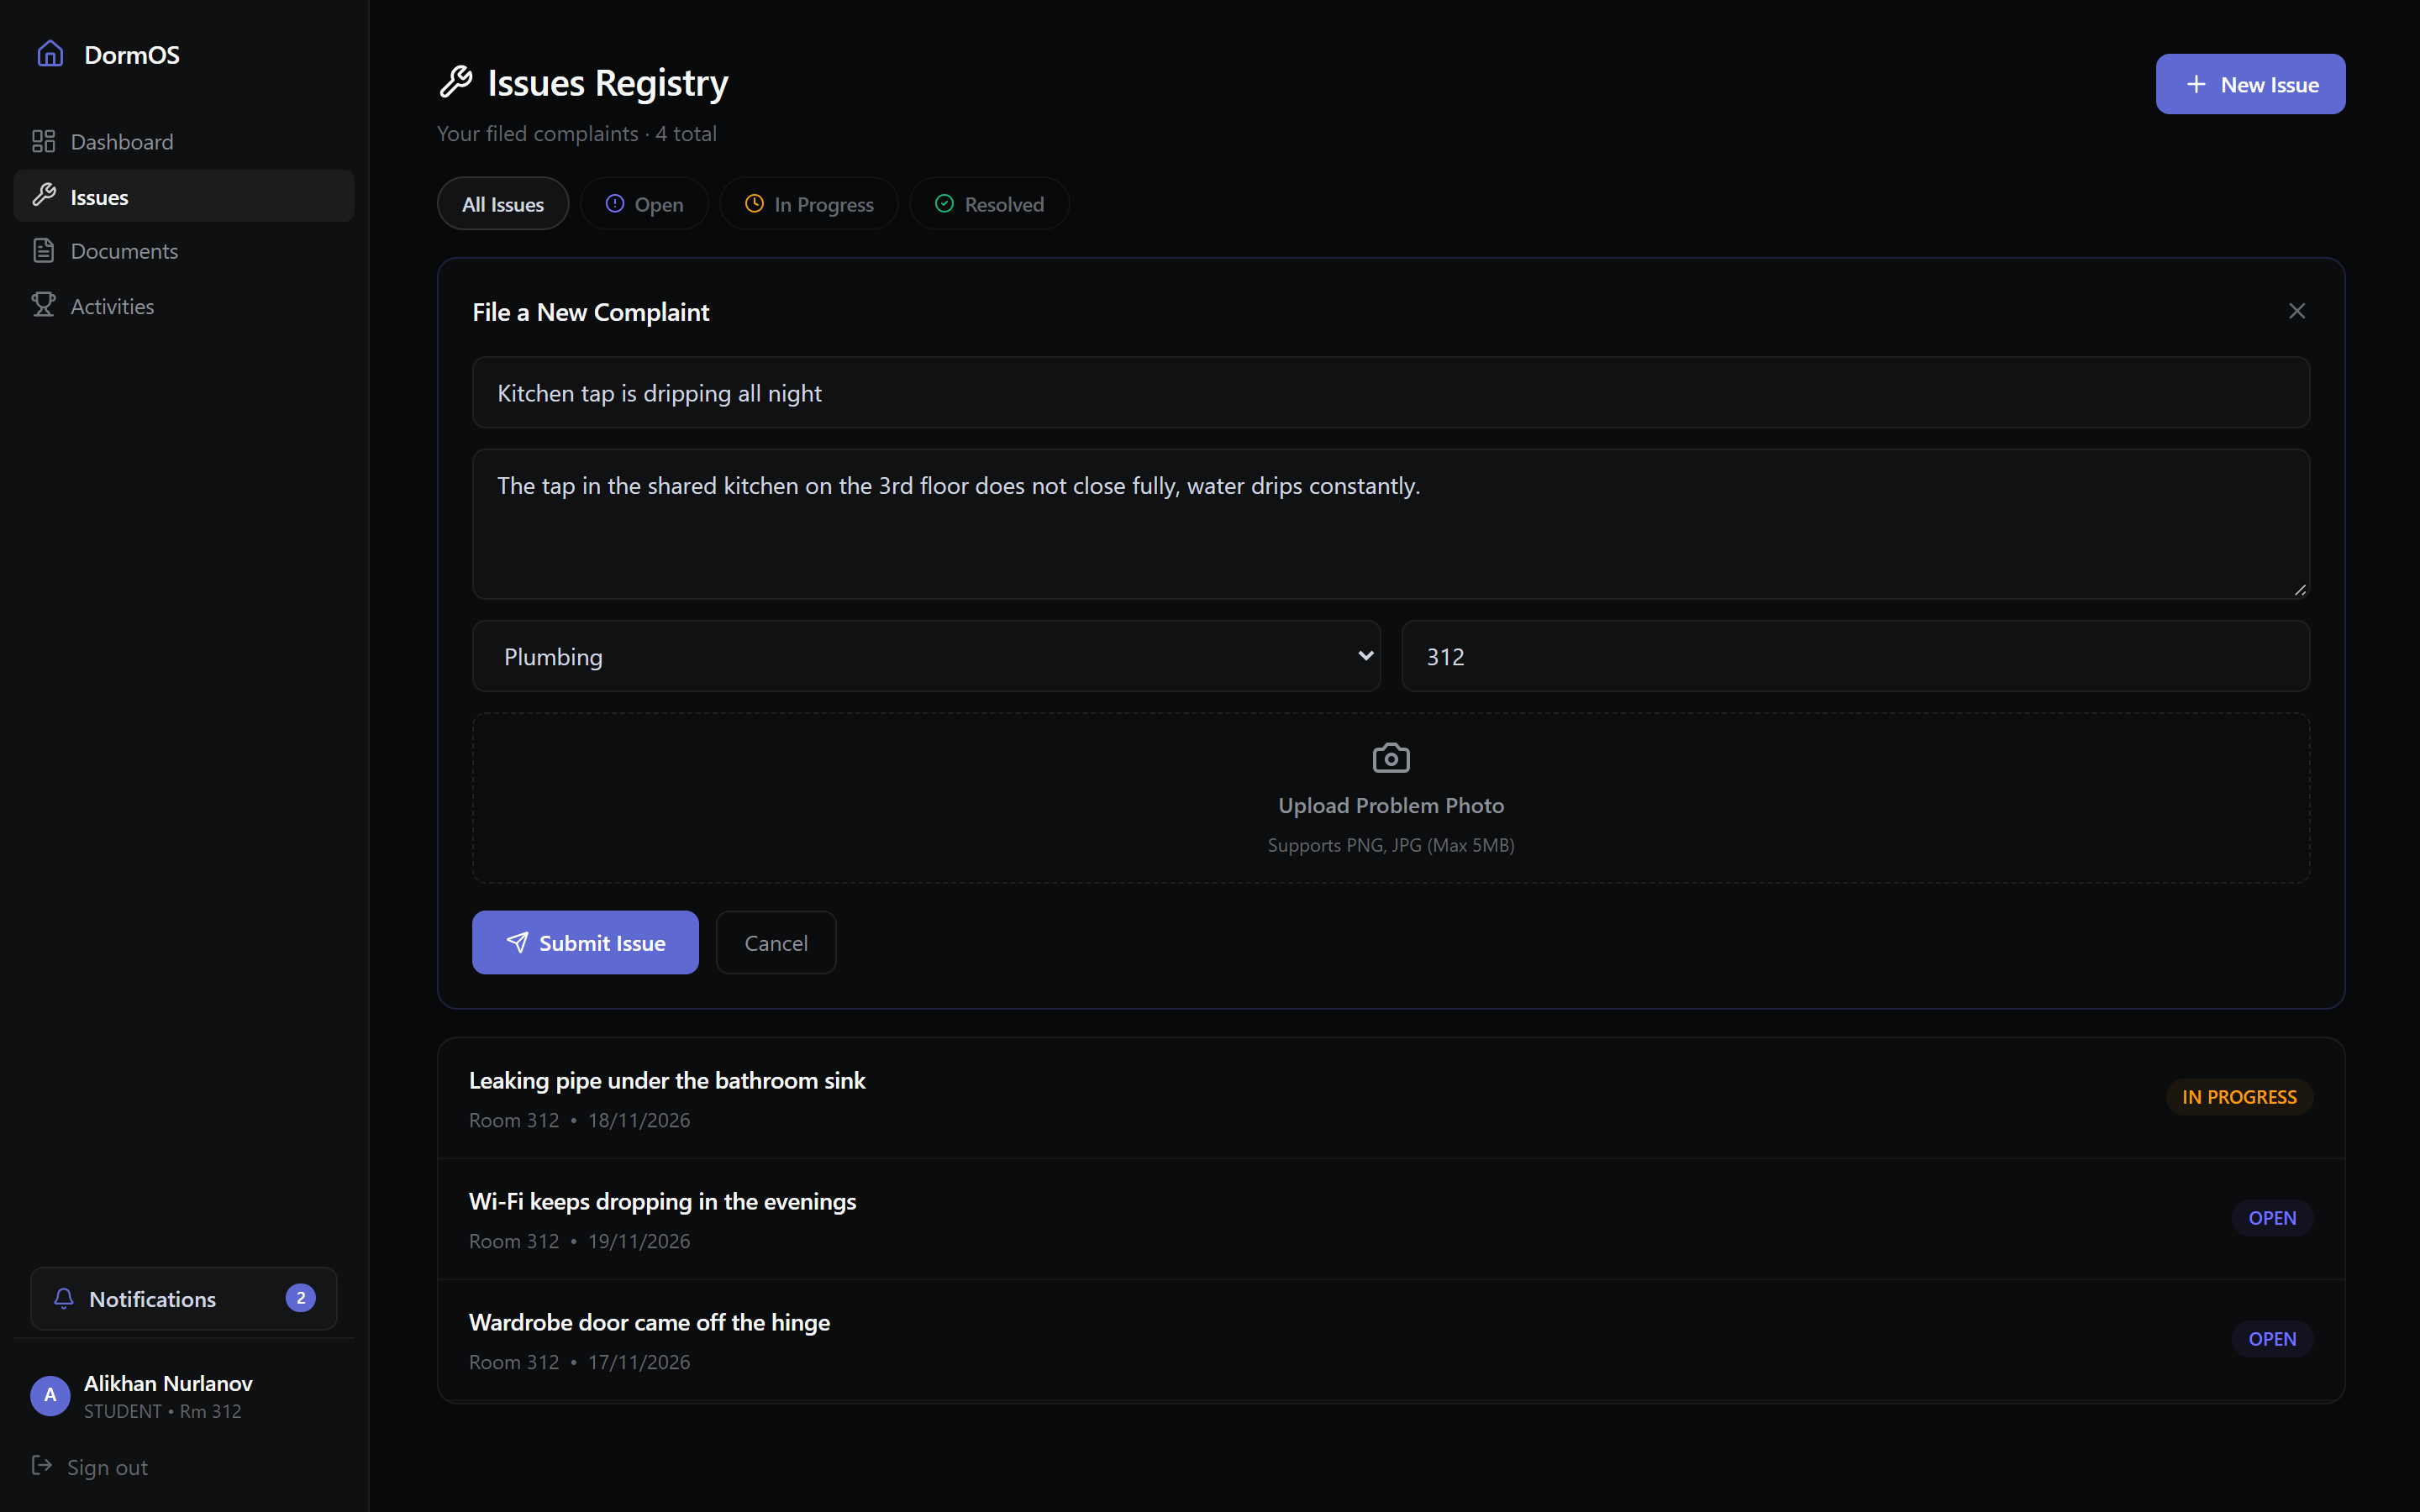 DormOS
Dashboard
Issues
Documents
Activities
Notifications 2
A
Alikhan Nurlanov
STUDENT • Rm 312
Sign out
Issues Registry
Your filed complaints · 4 total
New Issue
All Issues Open In Progress Resolved
File a New Complaint
Kitchen tap is dripping all night
The tap in the shared kitchen on the 3rd floor does not close fully, water drips constantly.
Plumbing 312
Upload Problem Photo
Supports PNG, JPG (Max 5MB)
Submit Issue Cancel
Leaking pipe under the bathroom sink
Room 312 • 18/11/2026
IN PROGRESS
Wi-Fi keeps dropping in the evenings
Room 312 • 19/11/2026
OPEN
Wardrobe door came off the hinge
Room 312 • 17/11/2026
OPEN